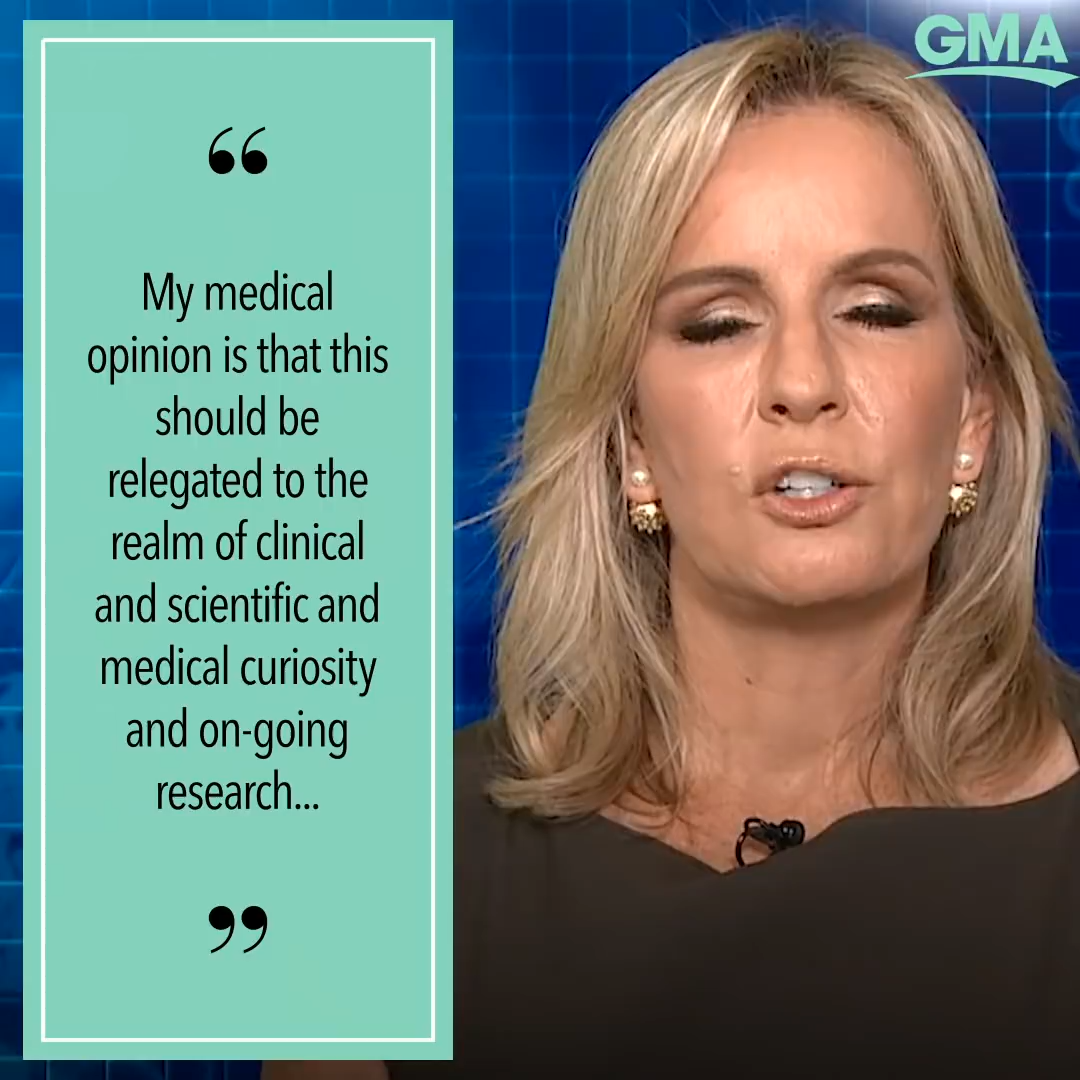 GMA
“
My medical
opinion is that this
should be
relegated to the
realm of clinical
and scientific and
medical curiosity
and on-going
research...
”